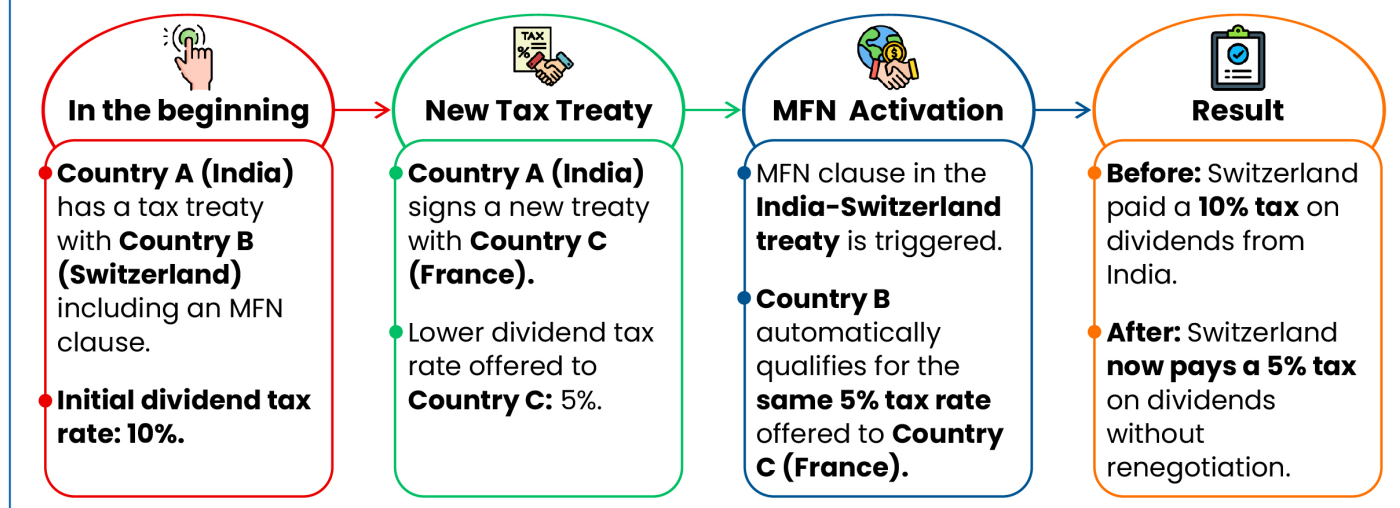 TAX
%
$
In the beginning
Country A (India)
has a tax treaty
with Country B
(Switzerland)
including an MFN
clause.
Initial dividend tax
rate: 10%.
New Tax Treaty
Country A (India)
signs a new treaty
with Country C
(France).
Lower dividend tax
rate offered to
Country C: 5%.
MFN Activation
MFN clause in the
India-Switzerland
treaty is triggered.
Country B
automatically
qualifies for the
same 5% tax rate
offered to Country
C (France).
Result
Before: Switzerland
paid a 10% tax on
dividends from
India.
After: Switzerland
now pays a 5% tax
on dividends
without
renegotiation.